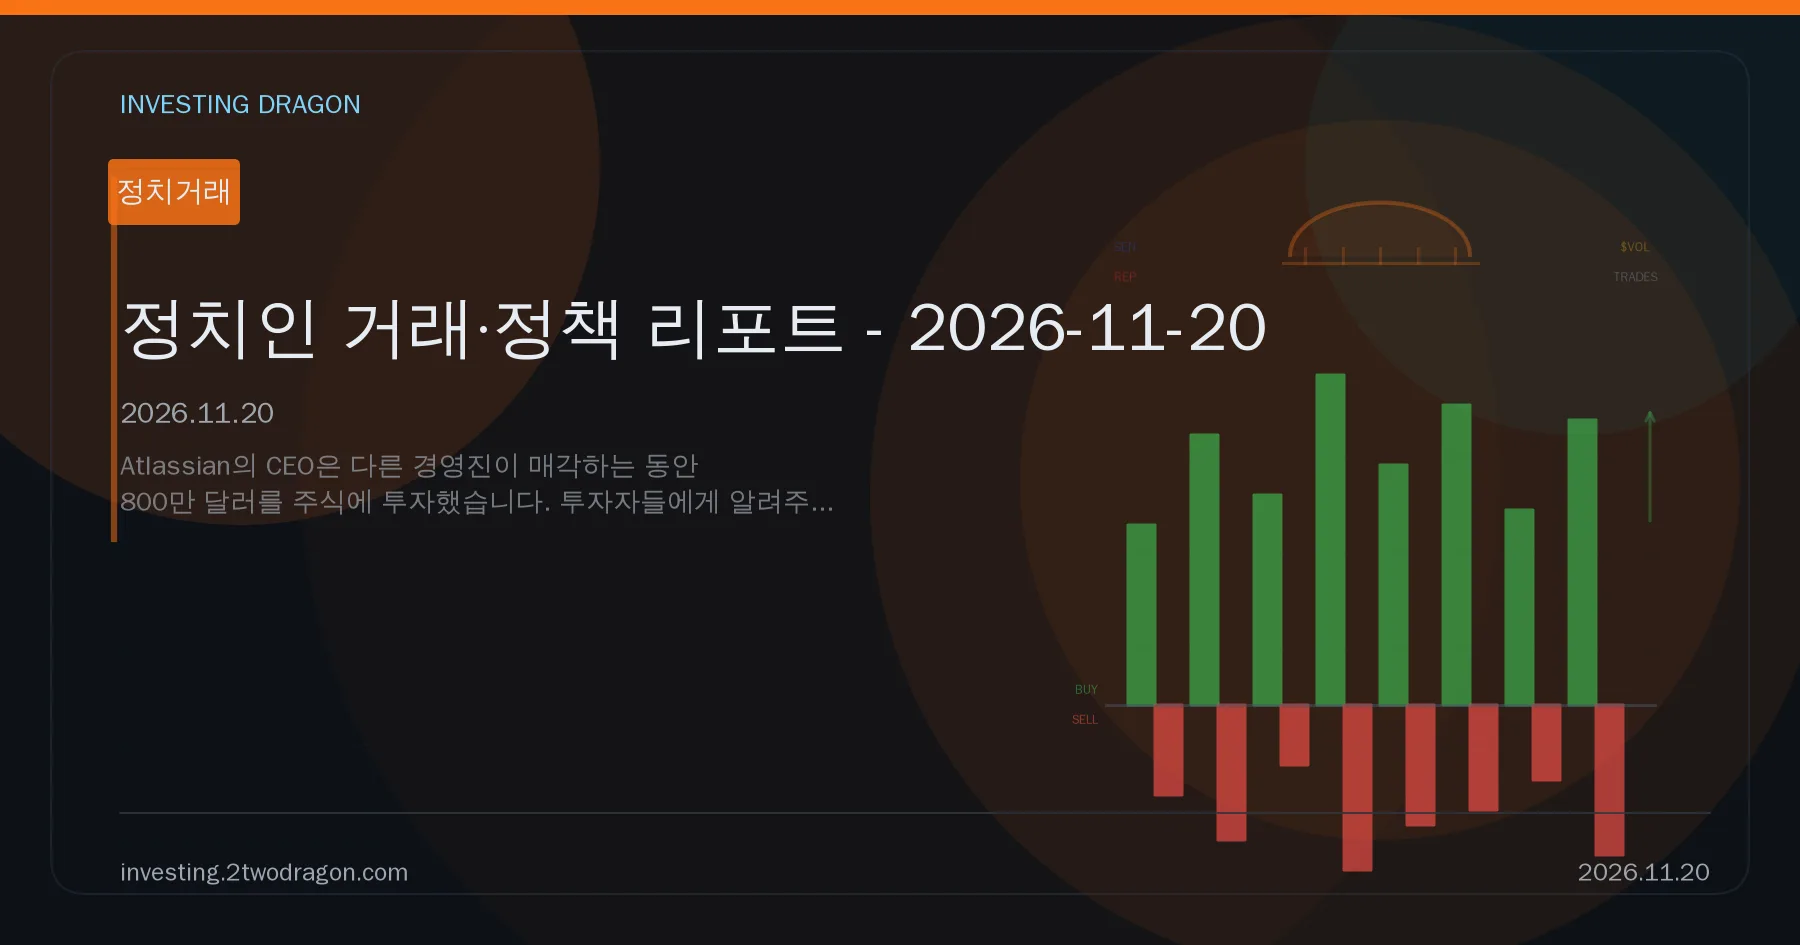 INVESTING DRAGON
정치거래
$VOL
REP
TRADES
정치인 거래·정책 리포트 - 2026-11-20
2026.11.20
Atlassian의 CEO은 다른 경영진이 매각하는 동안
800만 달러를 주식에 투자했습니다. 투자자들에게 알려주...
BUY
SELL
investing.2twodragon.com
2026.11.20